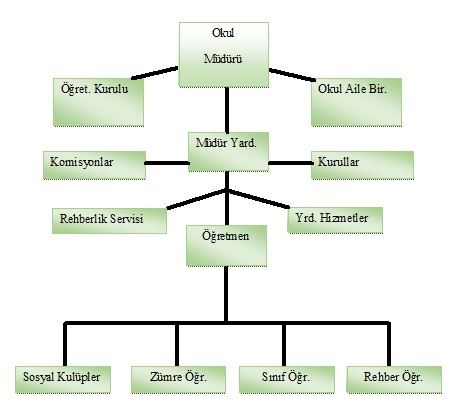 Okul
Müdürü
Öğret. Kurulu
Okul Aile Bir.
Müdür Yard.
Komisyonlar
Kurullar
Rehberlik Servisi
Yrd. Hizmetler
Öğretmen
Sosyal Kulüpler
Zümre Öğr.
Sınıf Öğr.
Rehber Öğr.